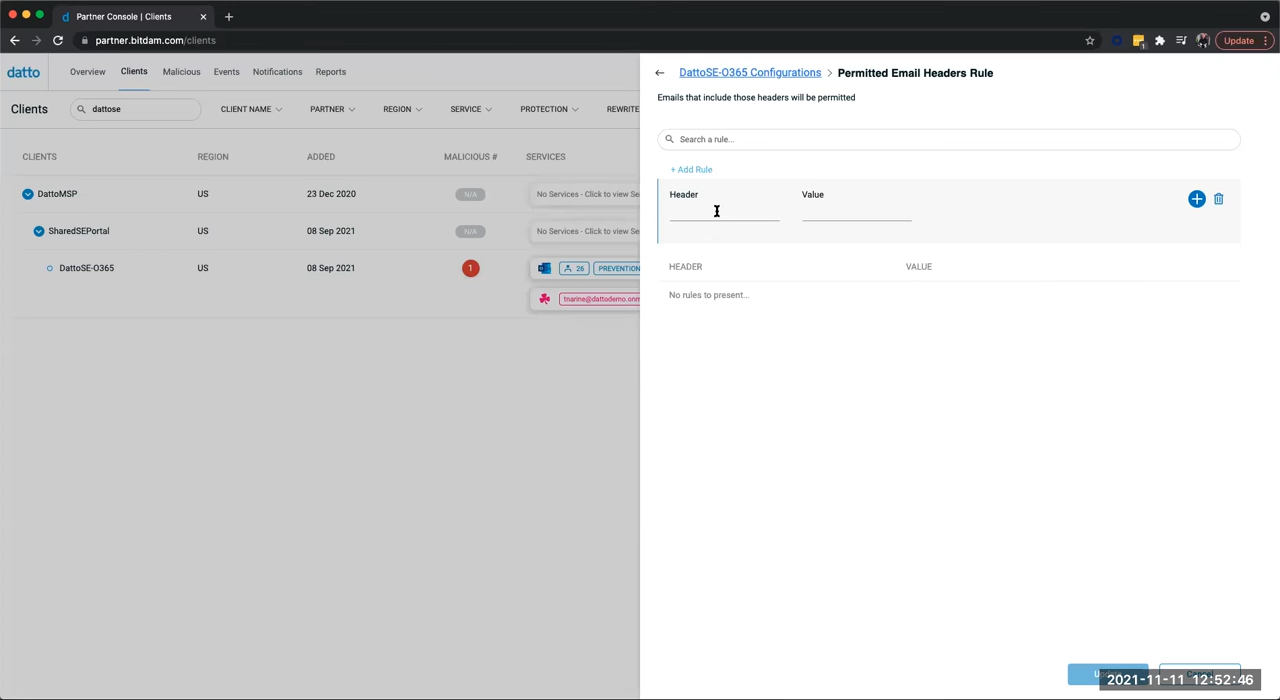 Partner Console | Clients
partner.bitdam.com/clients
1
Update
datto
Overview
Clients
Malicious
Events
Notifications
Reports
Clients
dattose
CLIENT NAME
PARTNER
REGION
SERVICE
PROTECTION
REWRITE
CLIENTS
REGION
ADDED
MALICIOUS #
SERVICES
DattoMSP
US
23 Dec 2020
N/A
No Services - Click to view Se
SharedSEPortal
US
08 Sep 2021
N/A
No Services - Click to view Se
DattoSE-O365
US
08 Sep 2021
1
26
PREVENTION
tnarine@dattodemo.onm
DattoSE-O365 Configurations > Permitted Email Headers Rule
Emails that include those headers will be permitted
Search a rule...
+ Add Rule
Header
Value
HEADER
VALUE
No rules to present...
2021-11-11 12:52:46